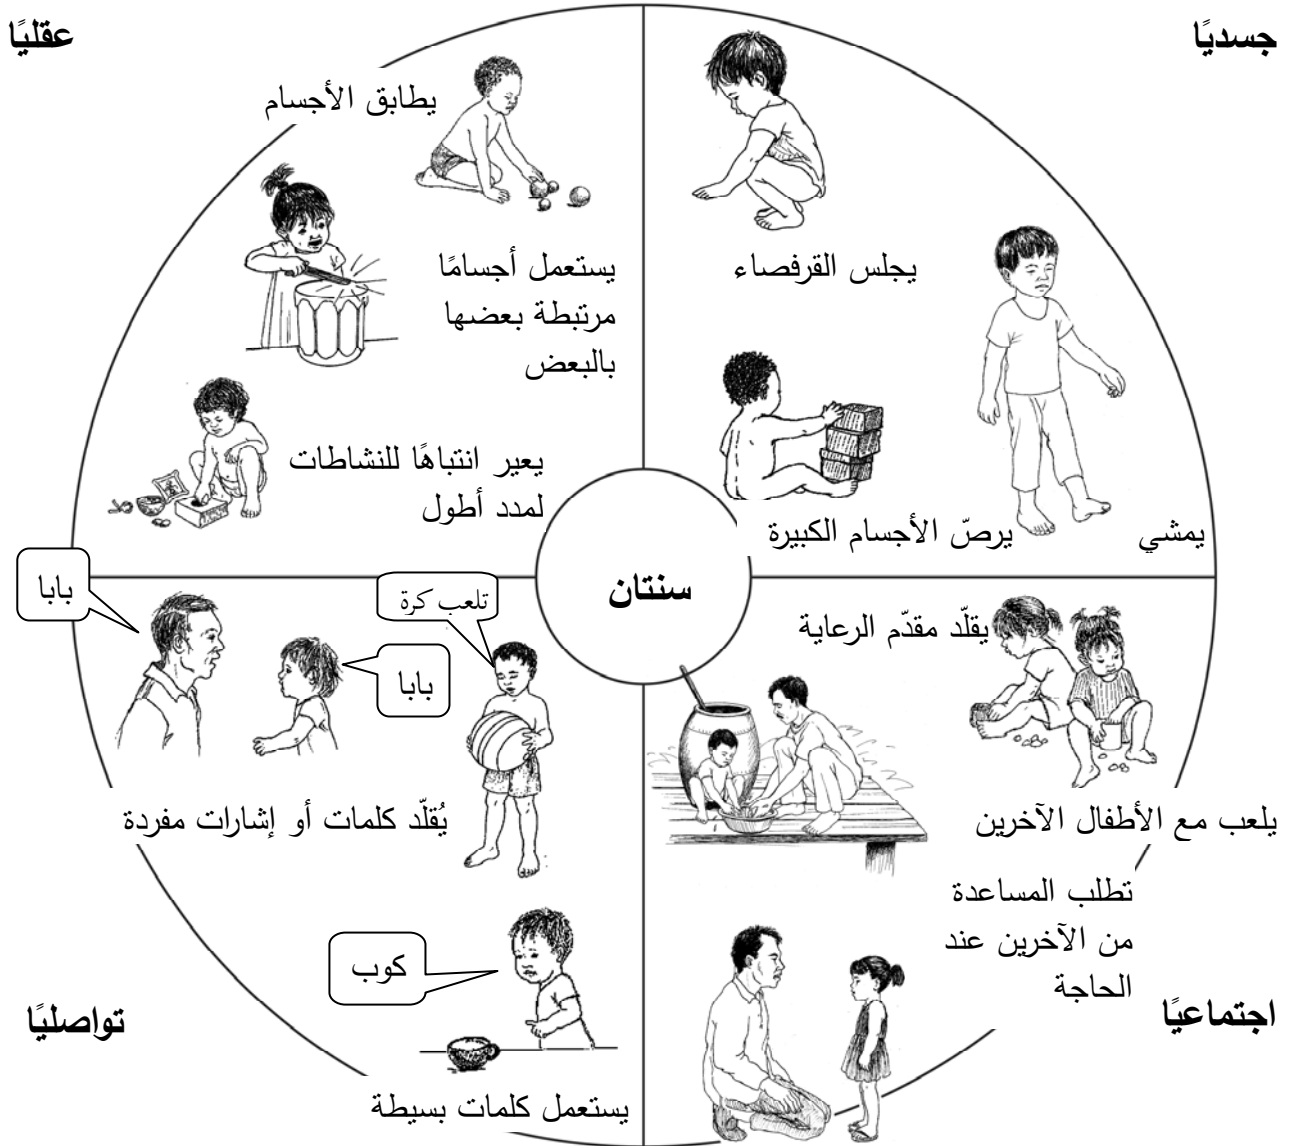 جسديًا
يجلس القرفصاء
يرصّ الأجسام الكبيرة
يمشي
عقليًا
يطابق الأجسام
يستعمل أجسامًا
مرتبطة بعضها
بالبعض
يعير انتباهًا للنشاطات
لمدد أطول
سنتان
يقلّد مقدّم الرعاية
يلعب مع الأطفال الآخرين
تطلب المساعدة
من الآخرين عند
الحاجة
اجتماعيًا
تلعب كرة
بابا
بابا
يُقلّد كلمات أو إشارات مفردة
كوب
تواصليًا
يستعمل كلمات بسيطة